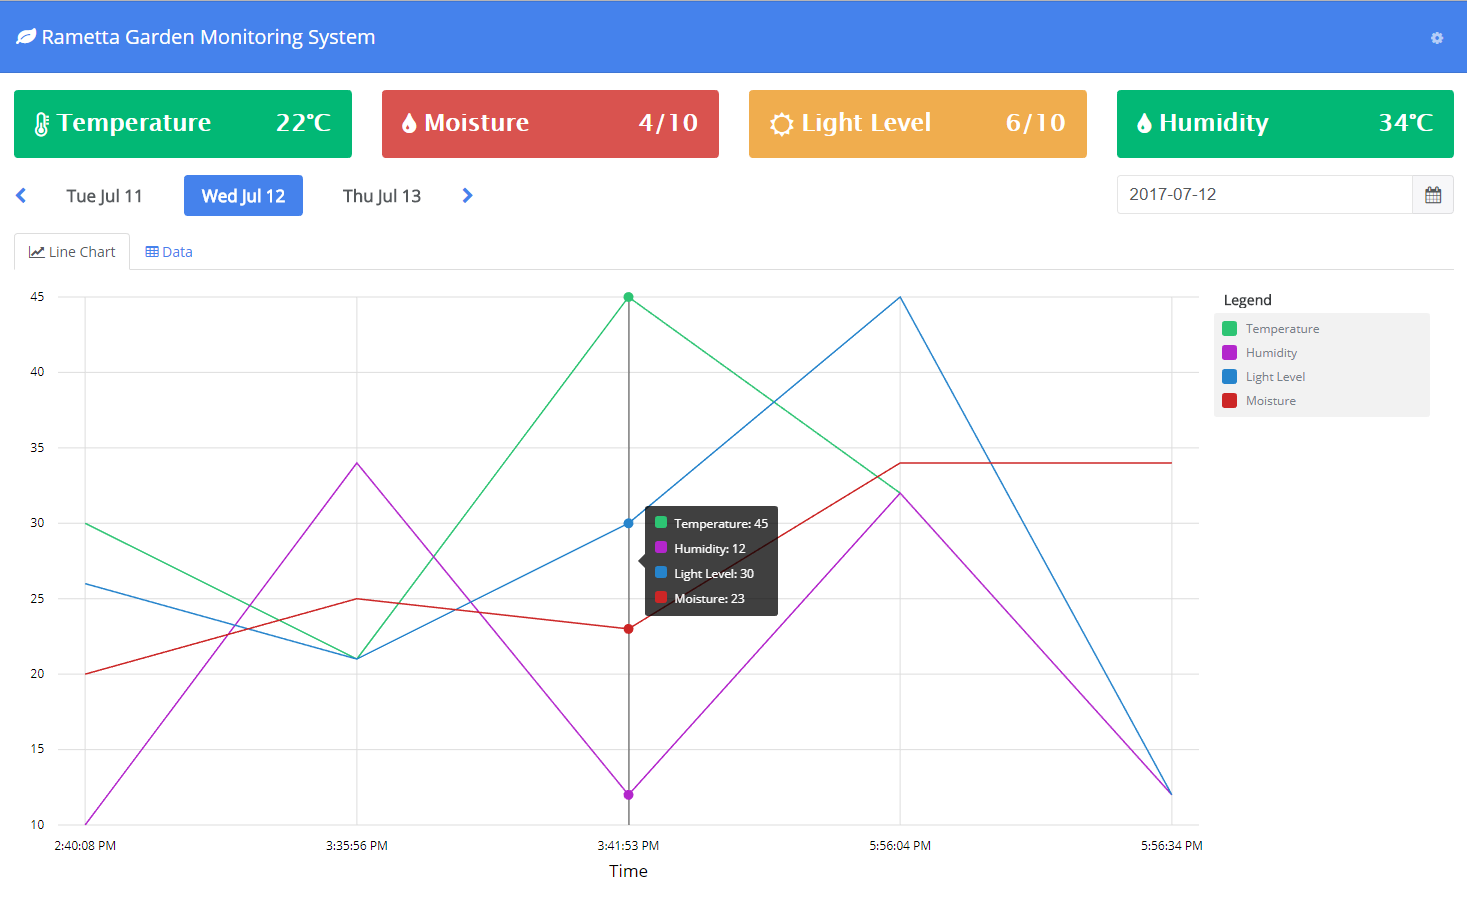 Rametta Garden Monitoring System
Temperature 22°C
Moisture 4/10
Light Level 6/10
Humidity 34°C
Tue Jul 11
Wed Jul 12
Thu Jul 13
2017-07-12
Line Chart
Data
45
40
35
30
25
20
15
10
Temperature: 45
Humidity: 12
Light Level: 30
Moisture: 23
2:40:08 PM
3:35:56 PM
3:41:53 PM
5:56:04 PM
5:56:34 PM
Time
Legend
Temperature
Humidity
Light Level
Moisture